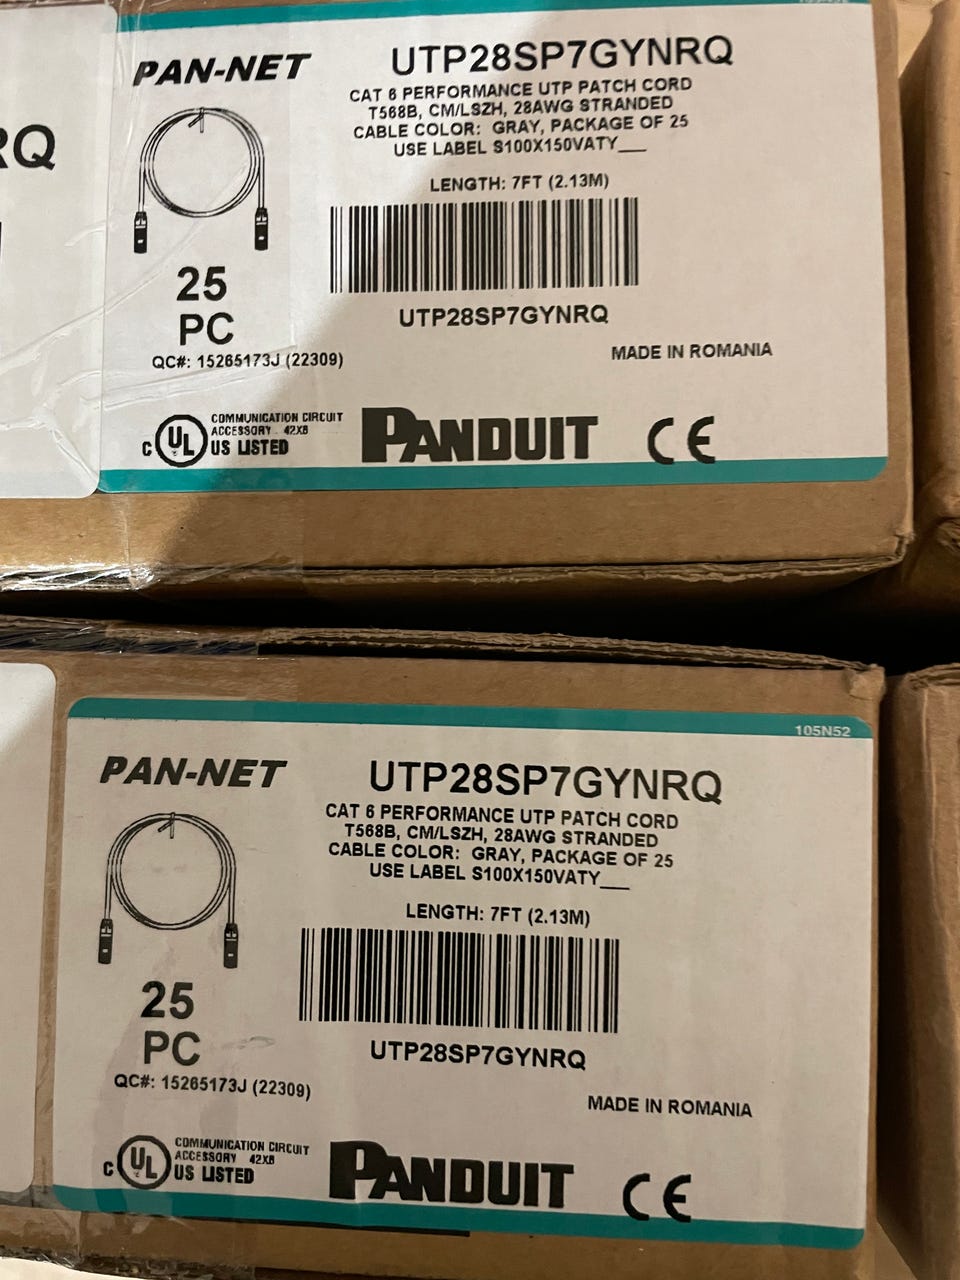 RQ
PAN-NET
UTP28SP7GYNRQ
CAT 6 PERFORMANCE UTP PATCH CORD
T568B, CM/LSZH, 28AWG STRANDED
CABLE COLOR: GRAY, PACKAGE OF 25
USE LABEL S100X150VATY___
LENGTH: 7FT (2.13M)
25
PC
UTP28SP7GYNRQ
QC#: 15265173J (22309)
MADE IN ROMANIA
COMMUNICATION CIRCUIT
ACCESSORY 42X8
C UL US LISTED
PANDUIT CE
105N52
PAN-NET
UTP28SP7GYNRQ
CAT 6 PERFORMANCE UTP PATCH CORD
T568B, CM/LSZH, 28AWG STRANDED
CABLE COLOR: GRAY, PACKAGE OF 25
USE LABEL S100X150VATY___
LENGTH: 7FT (2.13M)
25
PC
UTP28SP7GYNRQ
QC#: 15265173J (22309)
MADE IN ROMANIA
COMMUNICATION CIRCUIT
ACCESSORY 42X8
C UL US LISTED
PANDUIT CE